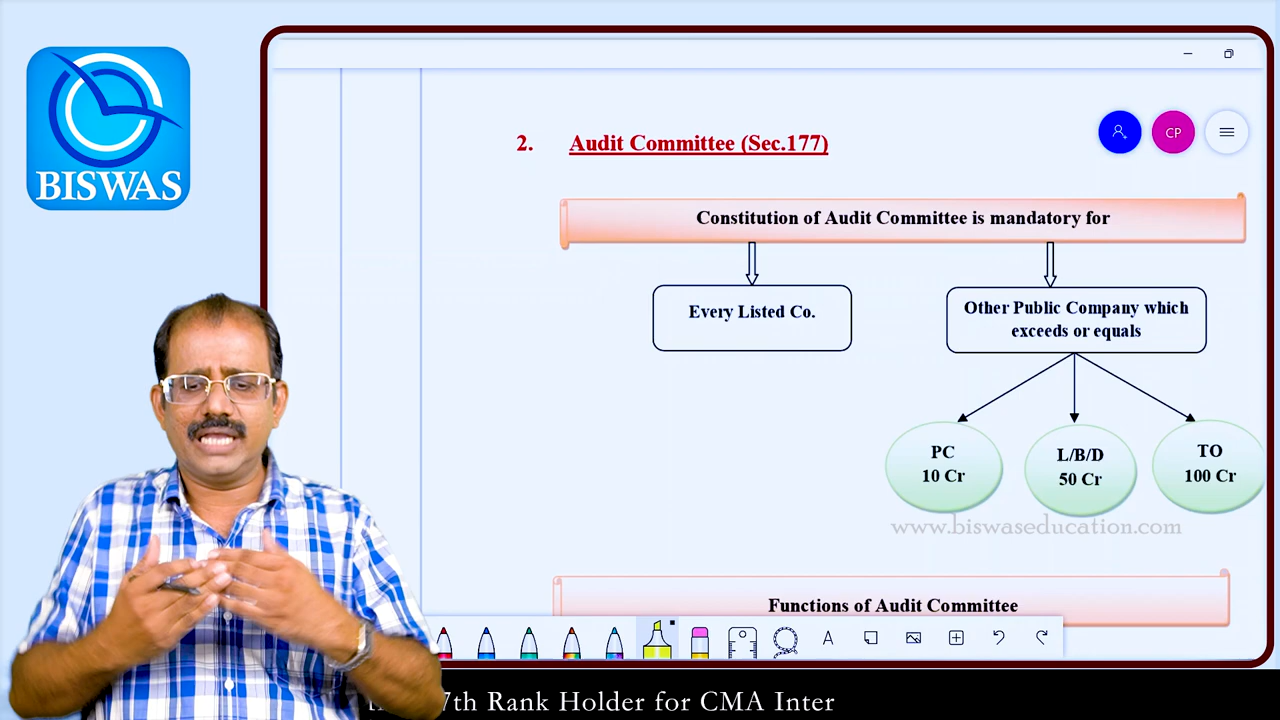 BISWAS
2. Audit Committee (Sec.177)
CP
Constitution of Audit Committee is mandatory for
Every Listed Co.
Other Public Company which
exceeds or equals
PC
10 Cr
L/B/D
50 Cr
TO
100 Cr
www.biswaseducation.com
Functions of Audit Committee
A
7th Rank Holder for CMA Inter